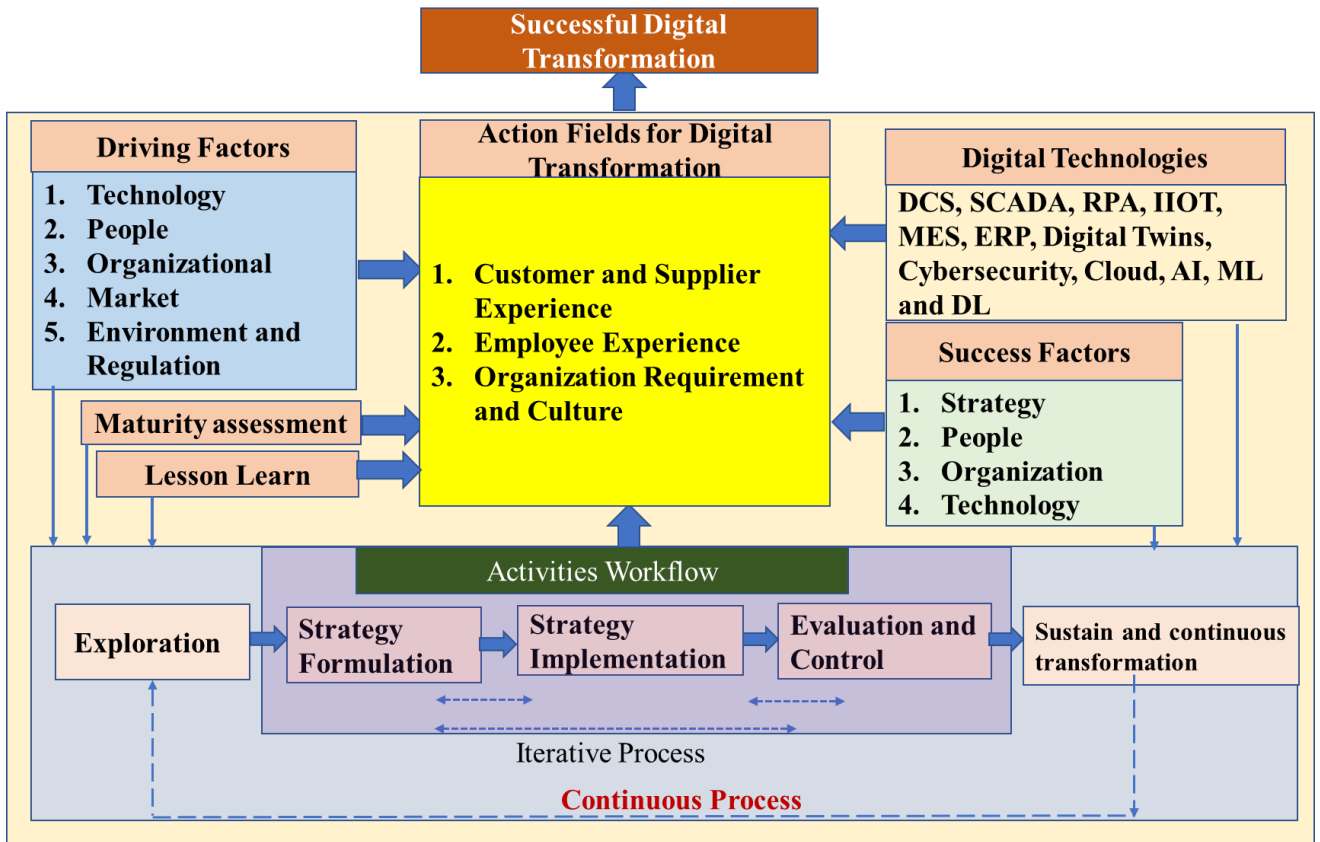 Successful Digital
Transformation
Driving Factors
1. Technology
2. People
3. Organizational
4. Market
5. Environment and
Regulation
Maturity assessment
Lesson Learn
Action Fields for Digital
Transformation
1. Customer and Supplier
Experience
2. Employee Experience
3. Organization Requirement
and Culture
Digital Technologies
DCS, SCADA, RPA, IIOT,
MES, ERP, Digital Twins,
Cybersecurity, Cloud, AI, ML
and DL
Success Factors
1. Strategy
2. People
3. Organization
4. Technology
Activities Workflow
Exploration
Strategy
Formulation
Strategy
Implementation
Evaluation and
Control
Sustain and continuous
transformation
Iterative Process
Continuous Process